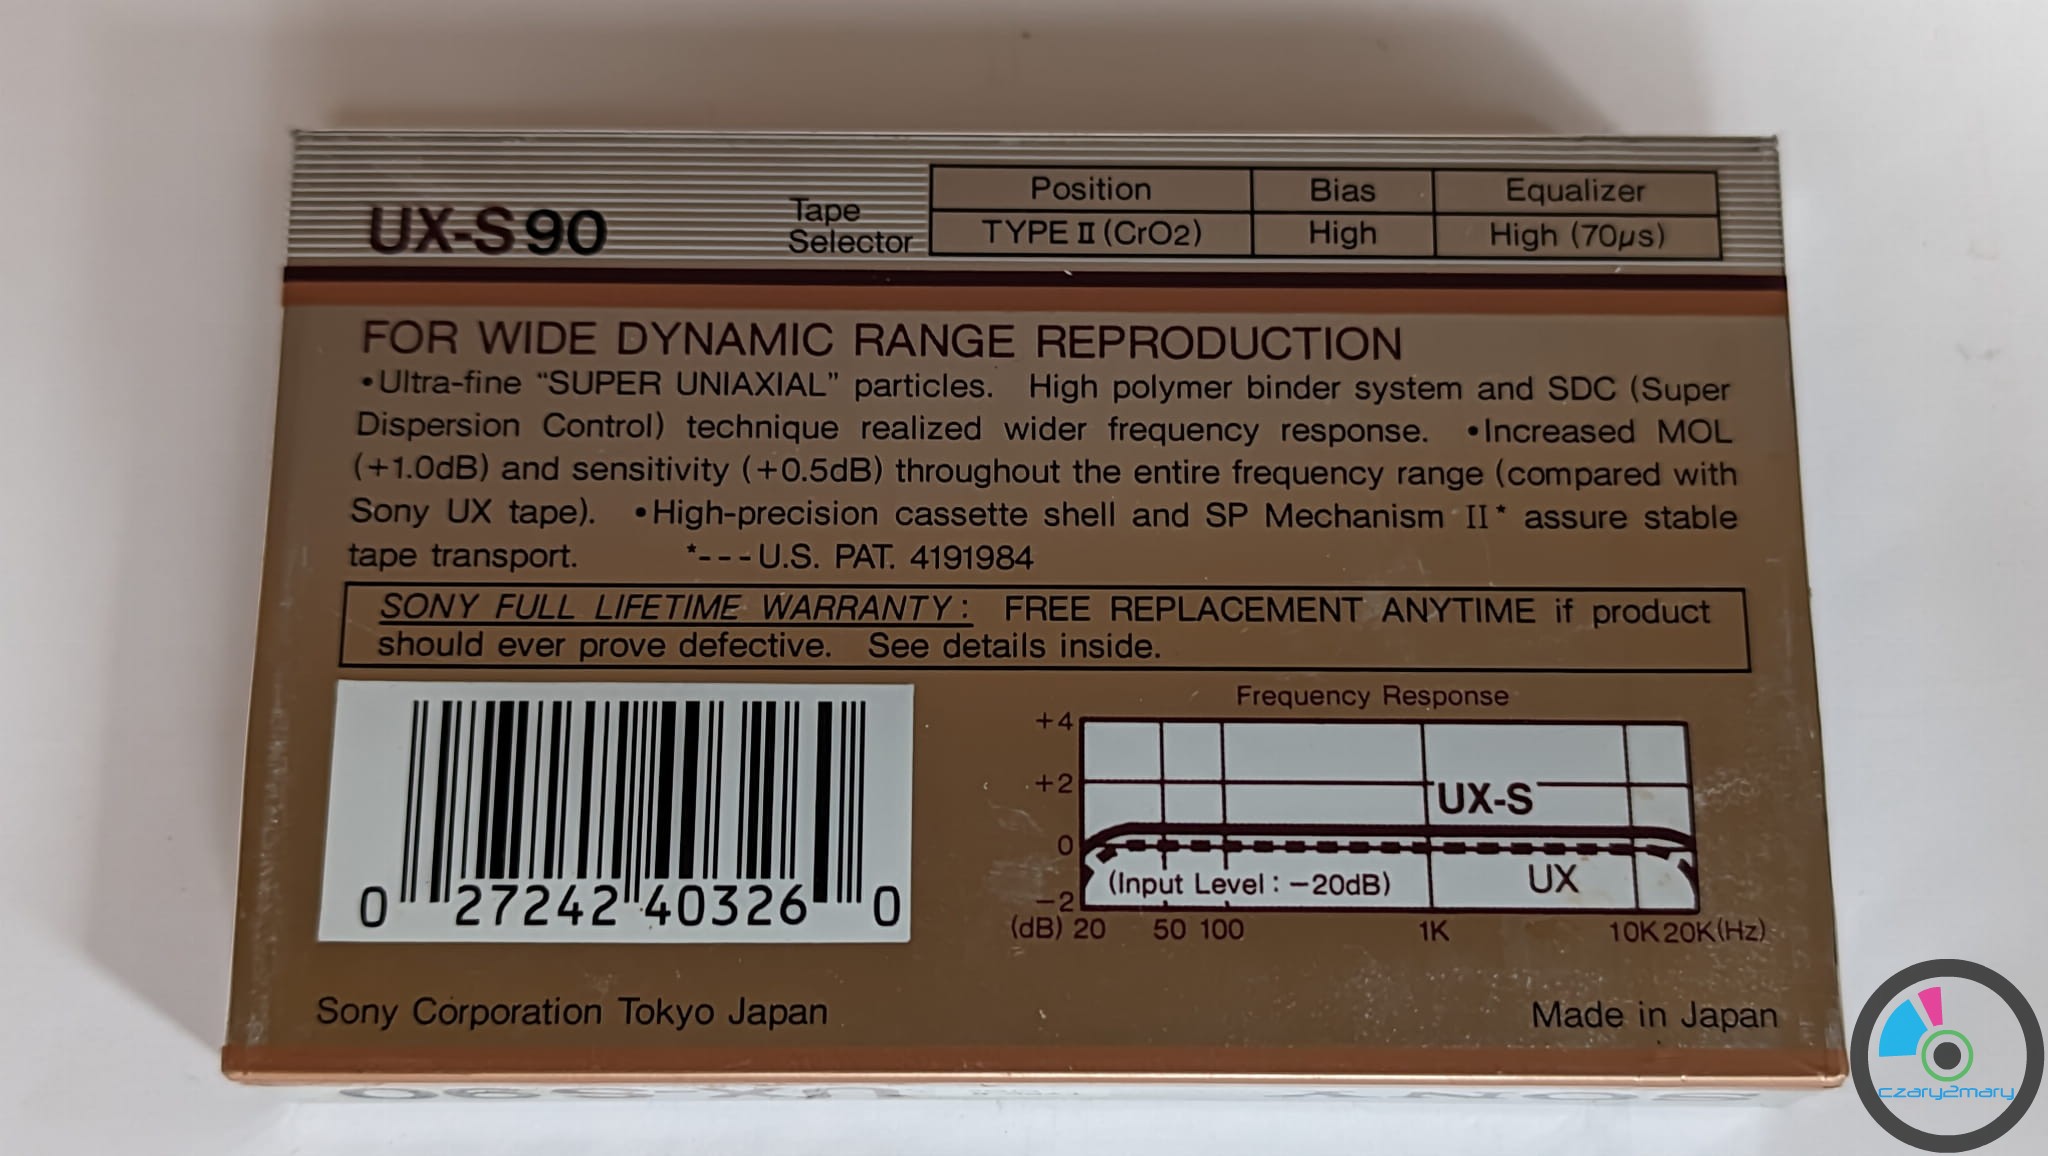 UX-S 90
Tape
Selector
Position Bias Equalizer
TYPE II (CrO2) High High (70μs)
FOR WIDE DYNAMIC RANGE REPRODUCTION
•Ultra-fine “SUPER UNIAXIAL” particles. High polymer binder system and SDC (Super
Dispersion Control) technique realized wider frequency response. •Increased MOL
(+1.0dB) and sensitivity (+0.5dB) throughout the entire frequency range (compared with
Sony UX tape). •High-precision cassette shell and SP Mechanism II* assure stable
tape transport. *---U.S. PAT. 4191984
SONY FULL LIFETIME WARRANTY: FREE REPLACEMENT ANYTIME if product
should ever prove defective. See details inside.
0 27242 40326 0
Frequency Response
+4
+2
UX-S
0
(Input Level: −20dB) UX
−2
(dB) 20 50 100 1K 10K 20K(Hz)
Sony Corporation Tokyo Japan
Made in Japan
SONY UX-S90
czary2mary